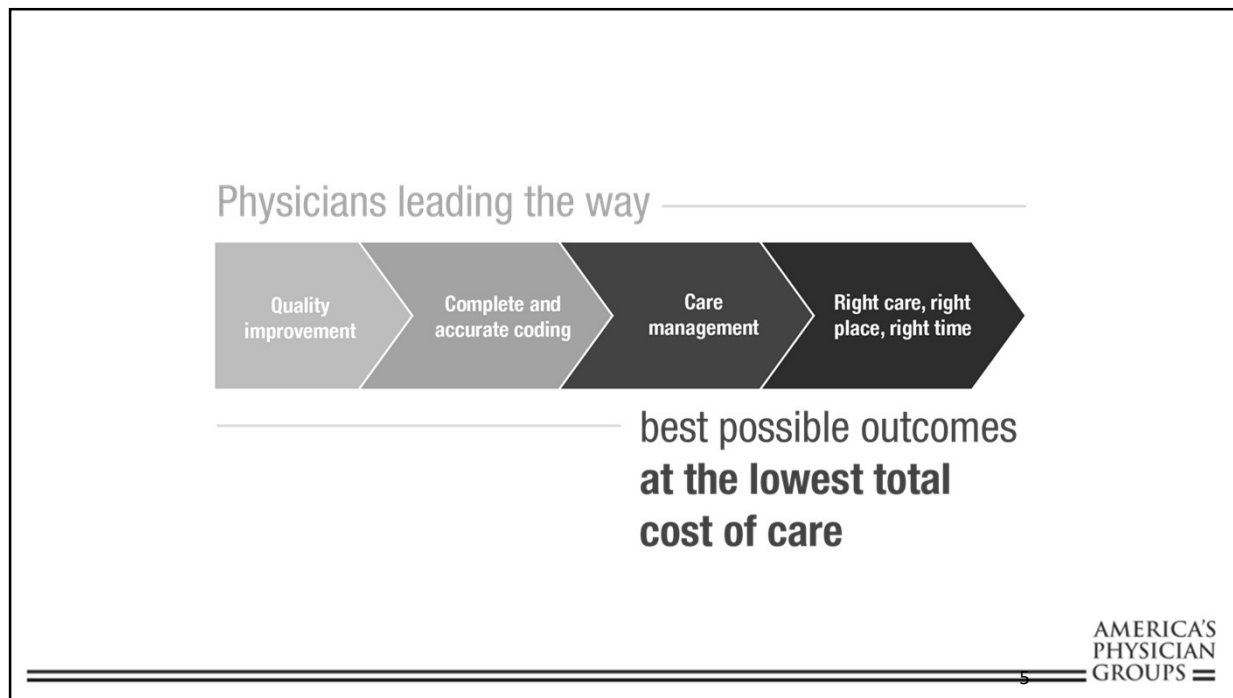 Physicians leading the way
Quality
improvement
Complete and
accurate coding
Care
management
Right care, right
place, right time
best possible outcomes
at the lowest total
cost of care
AMERICA'S
PHYSICIAN
GROUPS
5